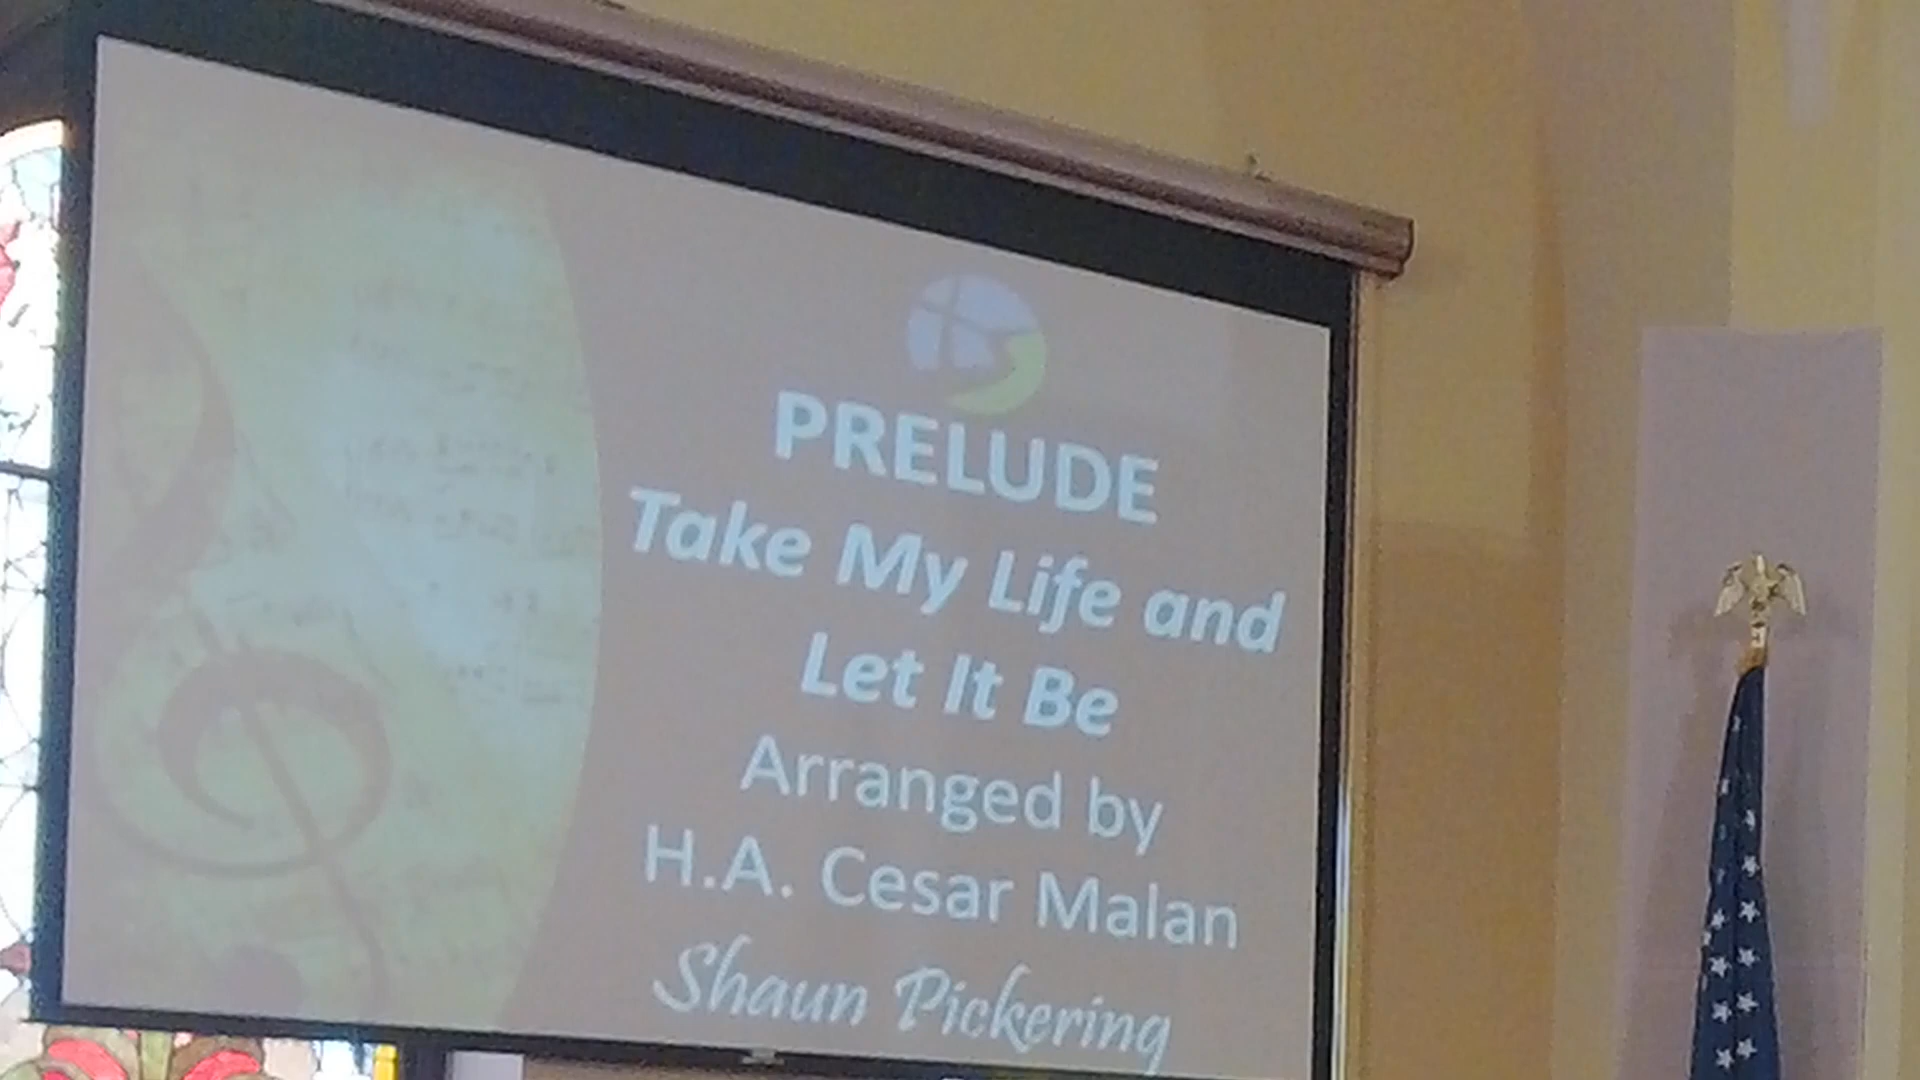 PRELUDE
Take My Life and
Let It Be
Arranged by
H.A. Cesar Malan
Shaun Pickering